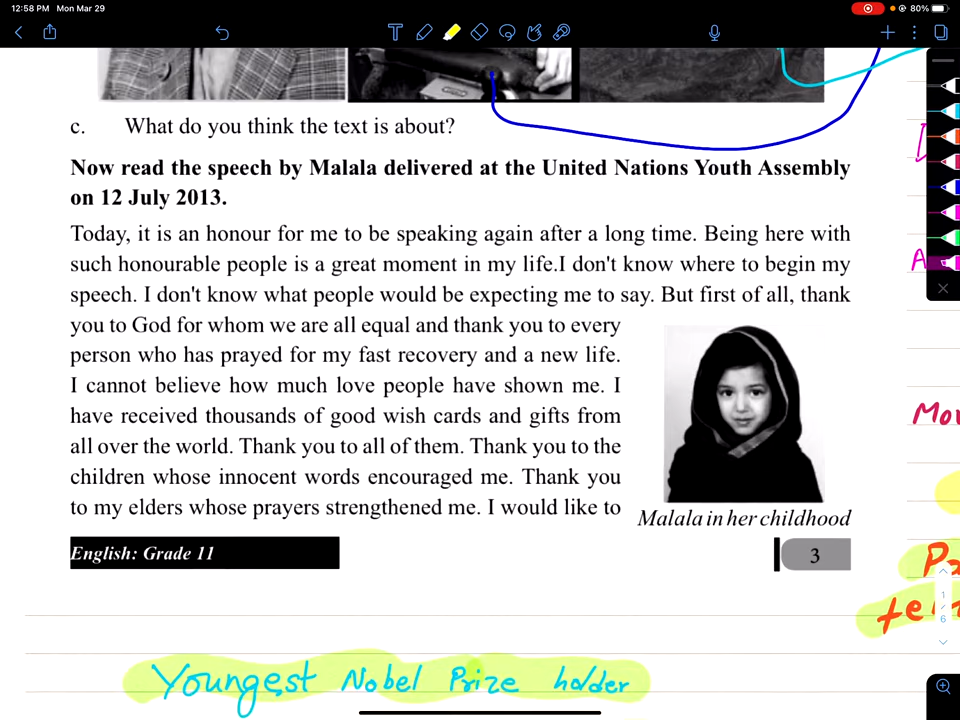 12:58 PM Mon Mar 29
80%
c. What do you think the text is about?
Now read the speech by Malala delivered at the United Nations Youth Assembly
on 12 July 2013.
Today, it is an honour for me to be speaking again after a long time. Being here with
such honourable people is a great moment in my life.I don't know where to begin my
speech. I don't know what people would be expecting me to say. But first of all, thank
you to God for whom we are all equal and thank you to every
person who has prayed for my fast recovery and a new life.
I cannot believe how much love people have shown me. I
have received thousands of good wish cards and gifts from
all over the world. Thank you to all of them. Thank you to the
children whose innocent words encouraged me. Thank you
to my elders whose prayers strengthened me. I would like to
Malala in her childhood
English: Grade 11
3
1
/
6
Youngest Nobel Prize holder